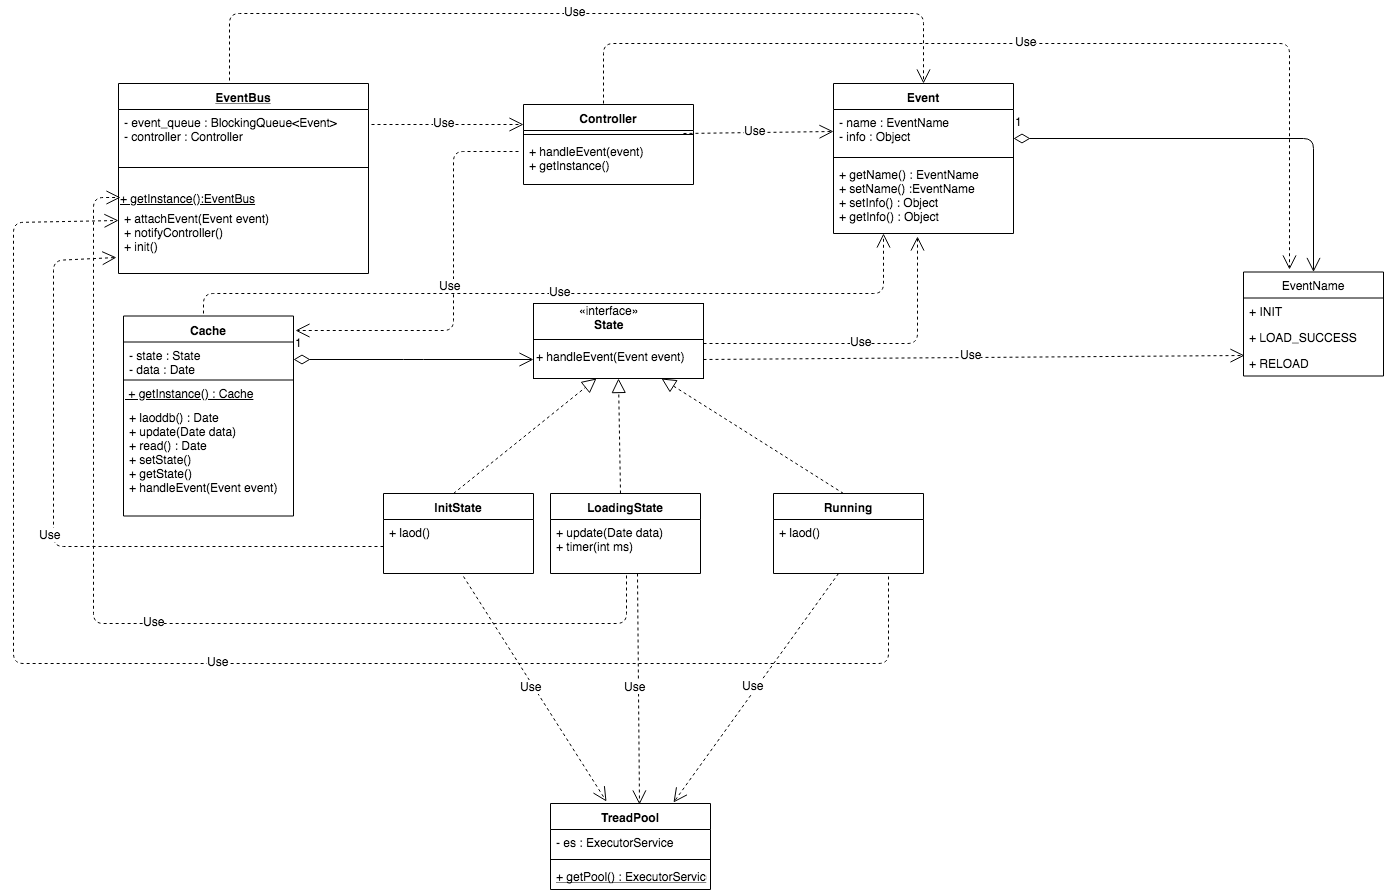 Use
Use
EventBus
- event_queue : BlockingQueue<Event>
- controller : Controller
+ getInstance():EventBus
+ attachEvent(Event event)
+ notifyController()
+ init()
Use
Controller
+ handleEvent(event)
+ getInstance()
Use
Event
- name : EventName
- info : Object
+ getName() : EventName
+ setName() :EventName
+ setInfo() : Object
+ getInfo() : Object
1
EventName
+ INIT
+ LOAD_SUCCESS
+ RELOAD
Use
Use
Cache
- state : State
- data : Date
+ getInstance() : Cache
+ laoddb() : Date
+ update(Date data)
+ read() : Date
+ setState()
+ getState()
+ handleEvent(Event event)
1
«interface»
State
+ handleEvent(Event event)
Use
Use
InitState
+ laod()
LoadingState
+ update(Date data)
+ timer(int ms)
Running
+ laod()
Use
Use
Use
Use
Use
Use
TreadPool
- es : ExecutorService
+ getPool() : ExecutorServic